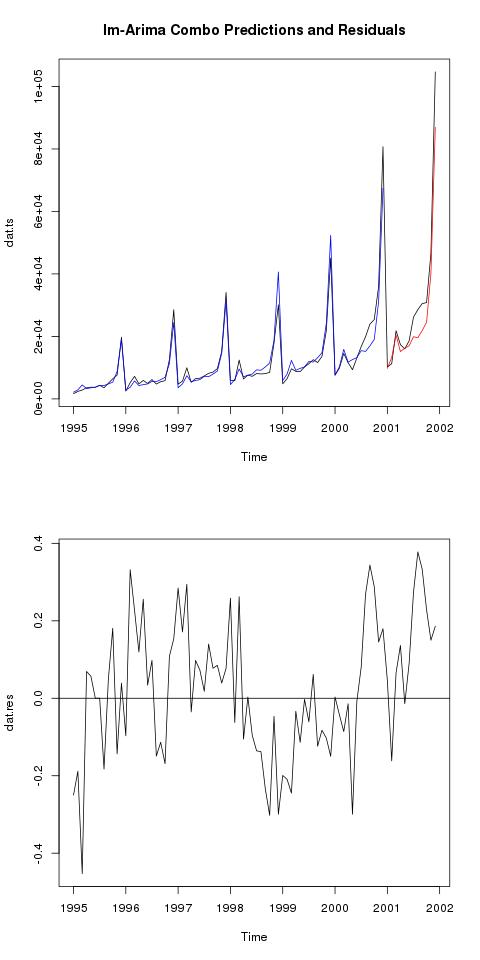 lm-Arima Combo Predictions and Residuals
dat.ts
1e+05
8e+04
6e+04
4e+04
2e+04
0e+00
1995 1996 1997 1998 1999 2000 2001 2002
Time
dat.res
0.4
0.2
0.0
-0.2
-0.4
1995 1996 1997 1998 1999 2000 2001 2002
Time